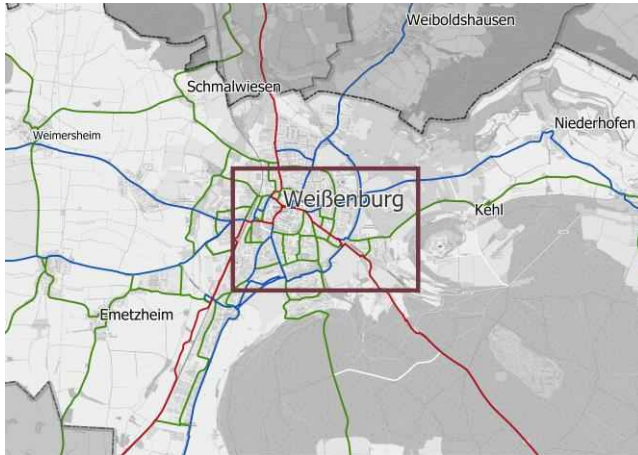 Weiboldshausen
Schmalwiesen
Niederhofen
Weimersheim
Weißenburg
Kehl
Emetzheim